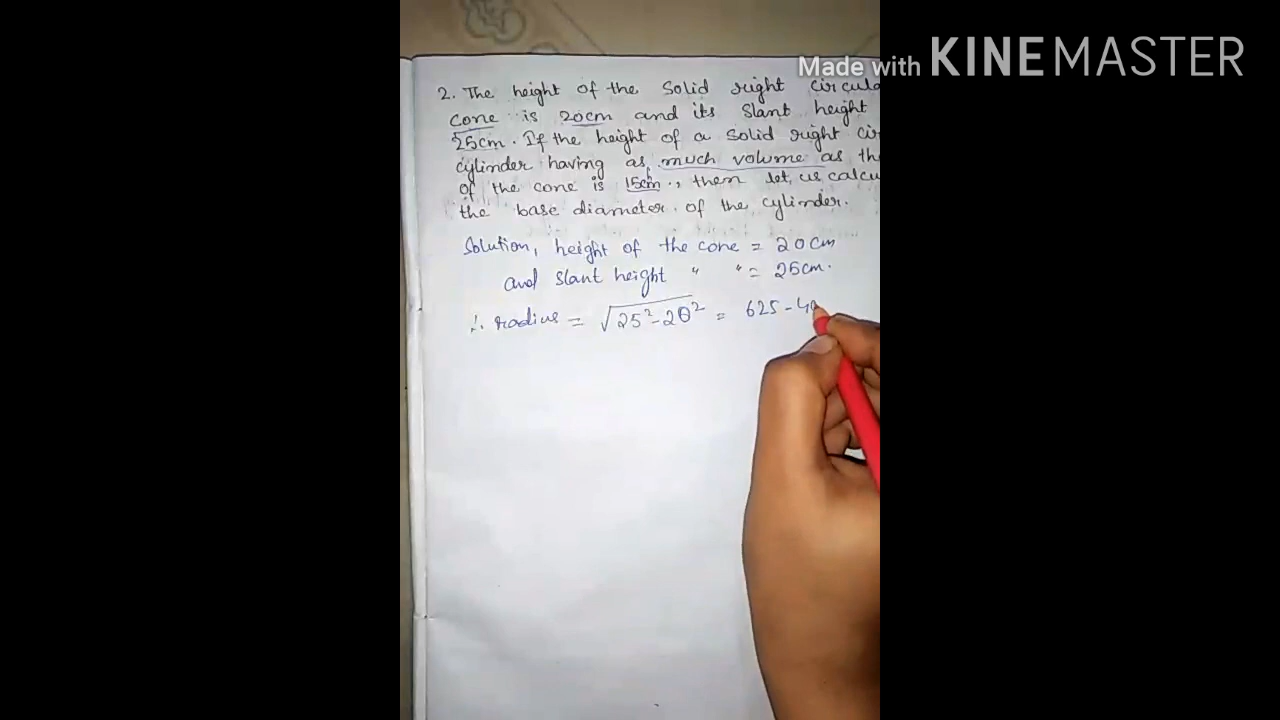 Made with KINEMASTER
2. The height of the solid right circula
cone is 20cm and its slant height
25cm. If the height of a solid right cir
cylinder having as much volume as th
of the cone is 15cm, then let us calcu
the base diameter of the cylinder.
Solution, height of the cone = 20cm
and slant height " " = 25cm.
∴ radius = √25²-20² = 625-40